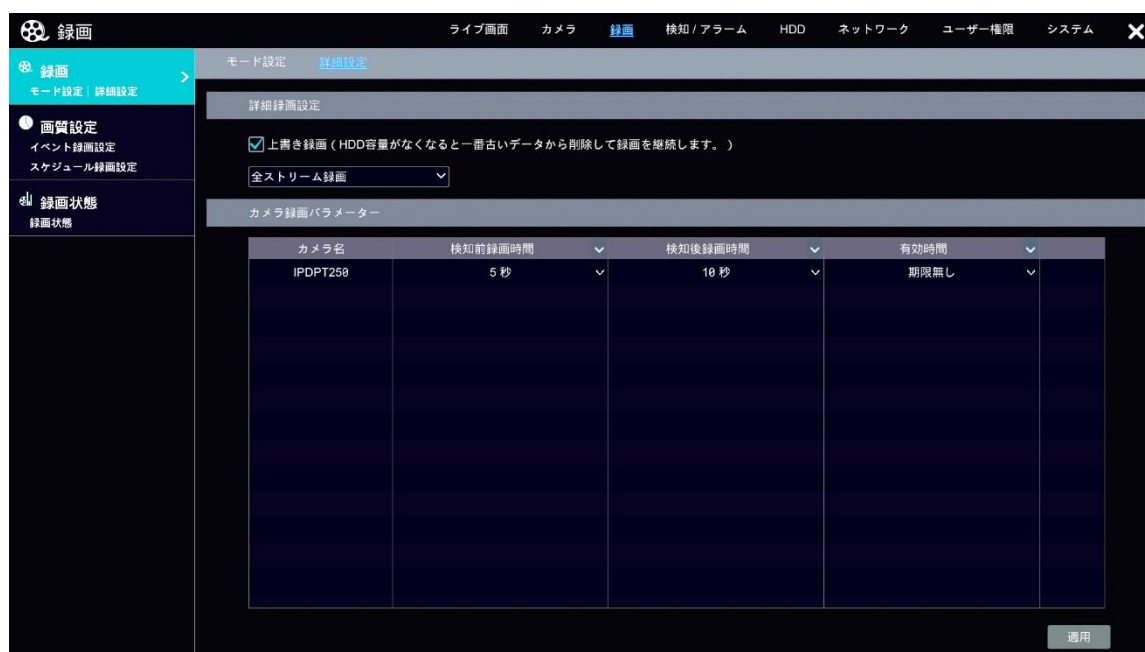 録画 ライブ画面 カメラ 録画 検知 / アラーム HDD ネットワーク ユーザー権限 システム
録画
モード設定 | 詳細設定
画質設定
イベント録画設定
スケジュール録画設定
録画状態
録画状態
モード設定 詳細設定
詳細録画設定
上書き録画 ( HDD容量がなくなると一番古いデータから削除して録画を継続します。 )
全ストリーム録画
カメラ録画パラメーター
カメラ名 検知前録画時間 検知後録画時間 有効時間
IPDPT250 5 秒 10 秒 期限無し
適用